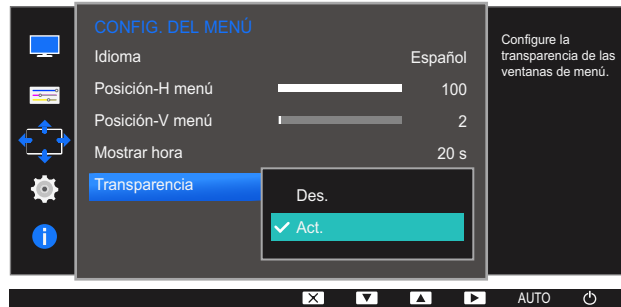 CONFIG. DEL MENÚ
Idioma Español
Posición-H menú 100
Posición-V menú 2
Mostrar hora 20 s
Transparencia
Des.
Act.
Configure la
transparencia de las
ventanas de menú.
AUTO